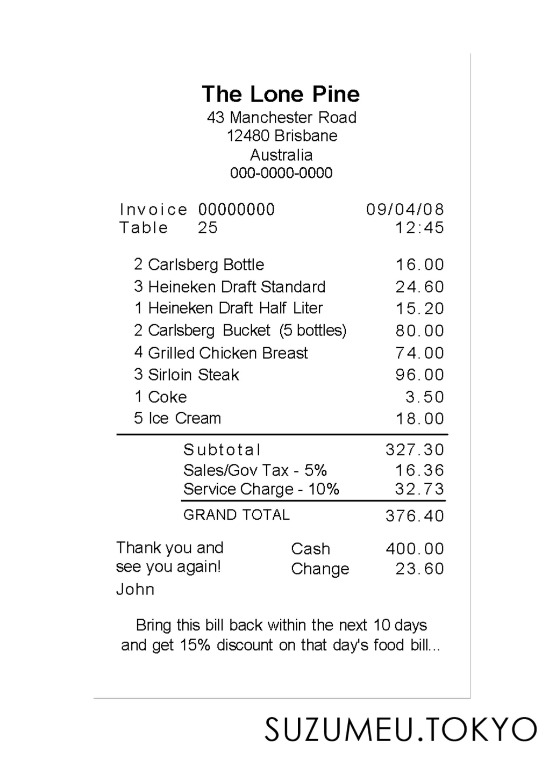 The Lone Pine
43 Manchester Road
12480 Brisbane
Australia
000-0000-0000
Invoice 00000000 09/04/08
Table 25 12:45
2 Carlsberg Bottle 16.00
3 Heineken Draft Standard 24.60
1 Heineken Draft Half Liter 15.20
2 Carlsberg Bucket (5 bottles) 80.00
4 Grilled Chicken Breast 74.00
3 Sirloin Steak 96.00
1 Coke 3.50
5 Ice Cream 18.00
Subtotal 327.30
Sales/Gov Tax - 5% 16.36
Service Charge - 10% 32.73
GRAND TOTAL 376.40
Thank you and Cash 400.00
see you again! Change 23.60
John
Bring this bill back within the next 10 days
and get 15% discount on that day's food bill...
SUZUMEU.TOKYO